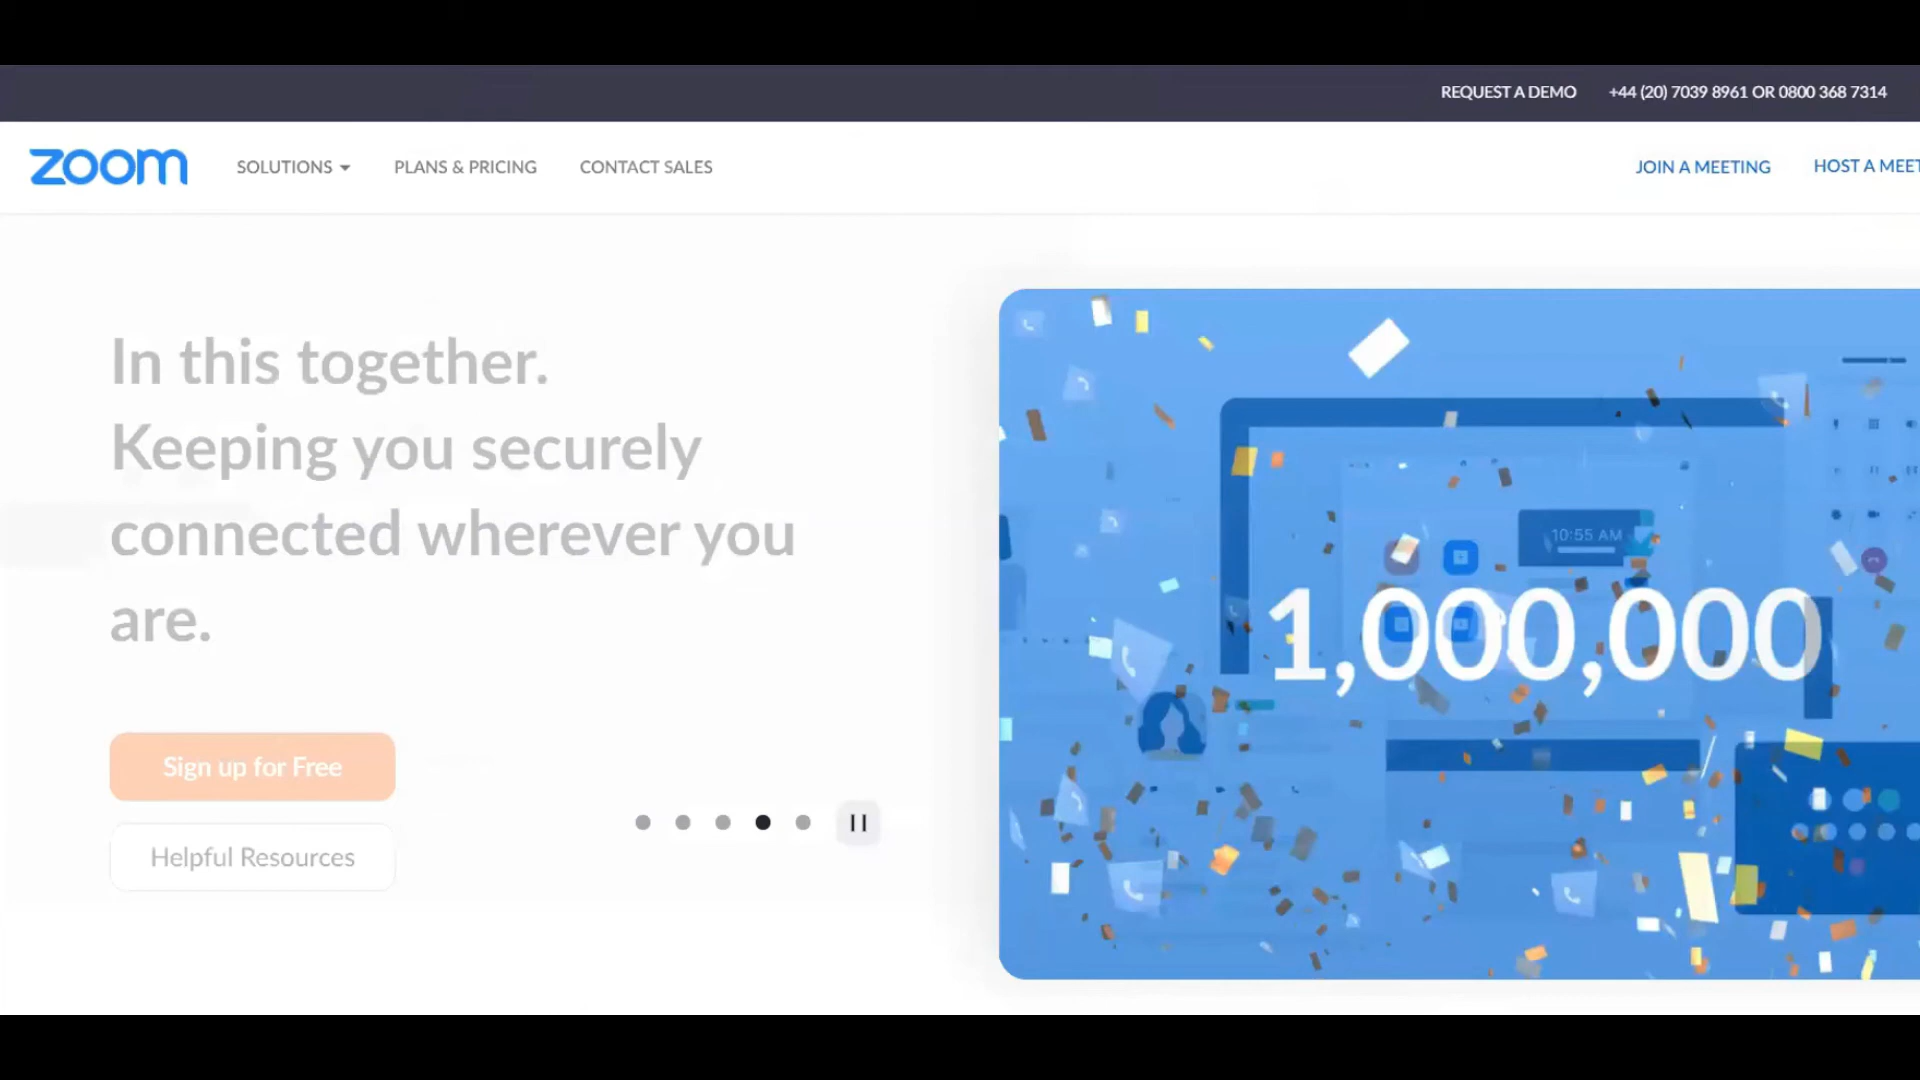 REQUEST A DEMO +44 (20) 7039 8961 OR 0800 368 7314
zoom SOLUTIONS PLANS & PRICING CONTACT SALES JOIN A MEETING HOST A MEET
In this together.
Keeping you securely
connected wherever you
are.
Sign up for Free
Helpful Resources
10:55 AM
1,000,000